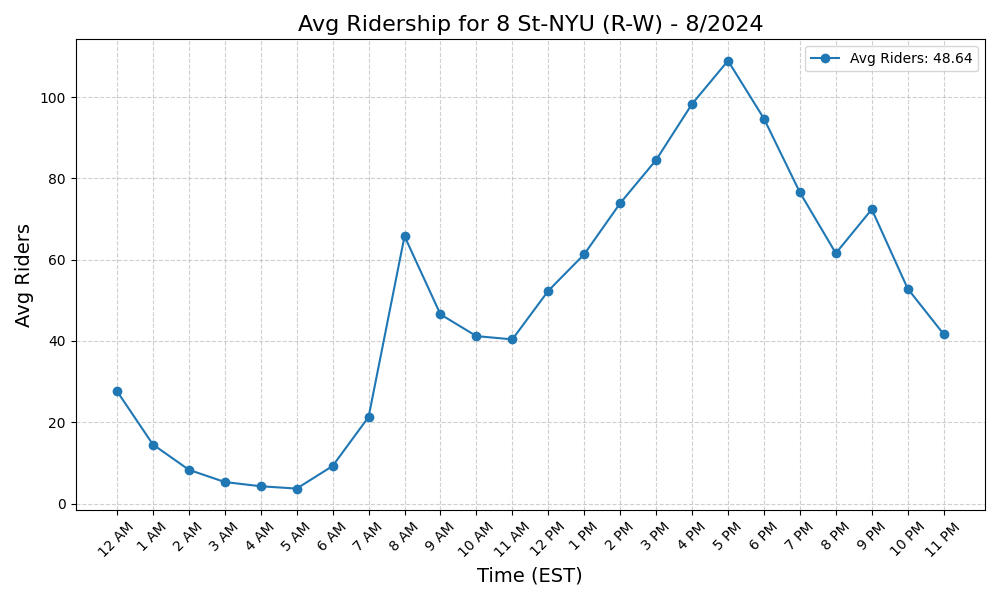 Avg Ridership for 8 St-NYU (R-W) - 8/2024
Avg Riders: 48.64
Avg Riders
100
80
60
40
20
0
12 AM
1 AM
2 AM
3 AM
4 AM
5 AM
6 AM
7 AM
8 AM
9 AM
10 AM
11 AM
12 PM
1 PM
2 PM
3 PM
4 PM
5 PM
6 PM
7 PM
8 PM
9 PM
10 PM
11 PM
Time (EST)